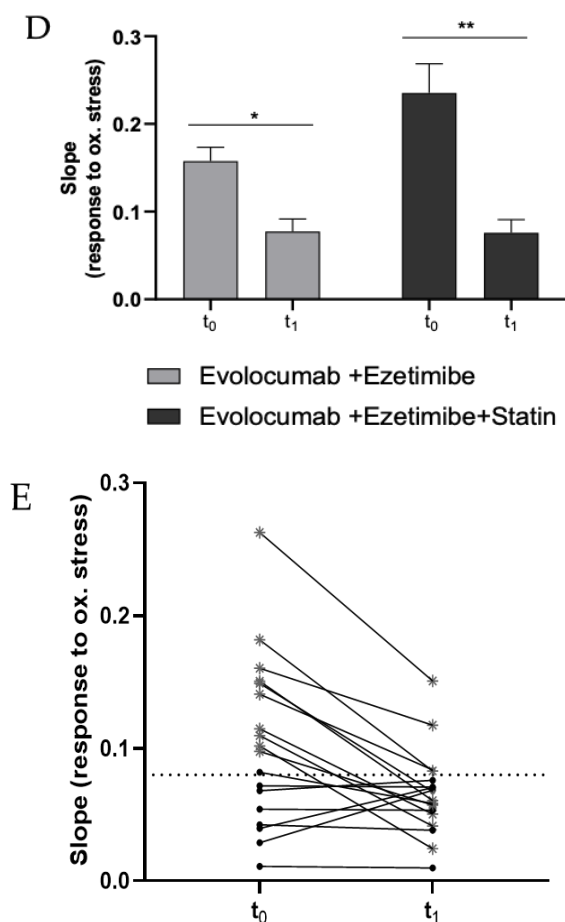 D
Slope
(response to ox. stress)
0.3
0.2
0.1
0.0
*
**
t₀ t₁ t₀ t₁
Evolocumab +Ezetimibe
Evolocumab +Ezetimibe+Statin
E
Slope (response to ox. stress)
0.3
0.2
0.1
0.0
t₀ t₁